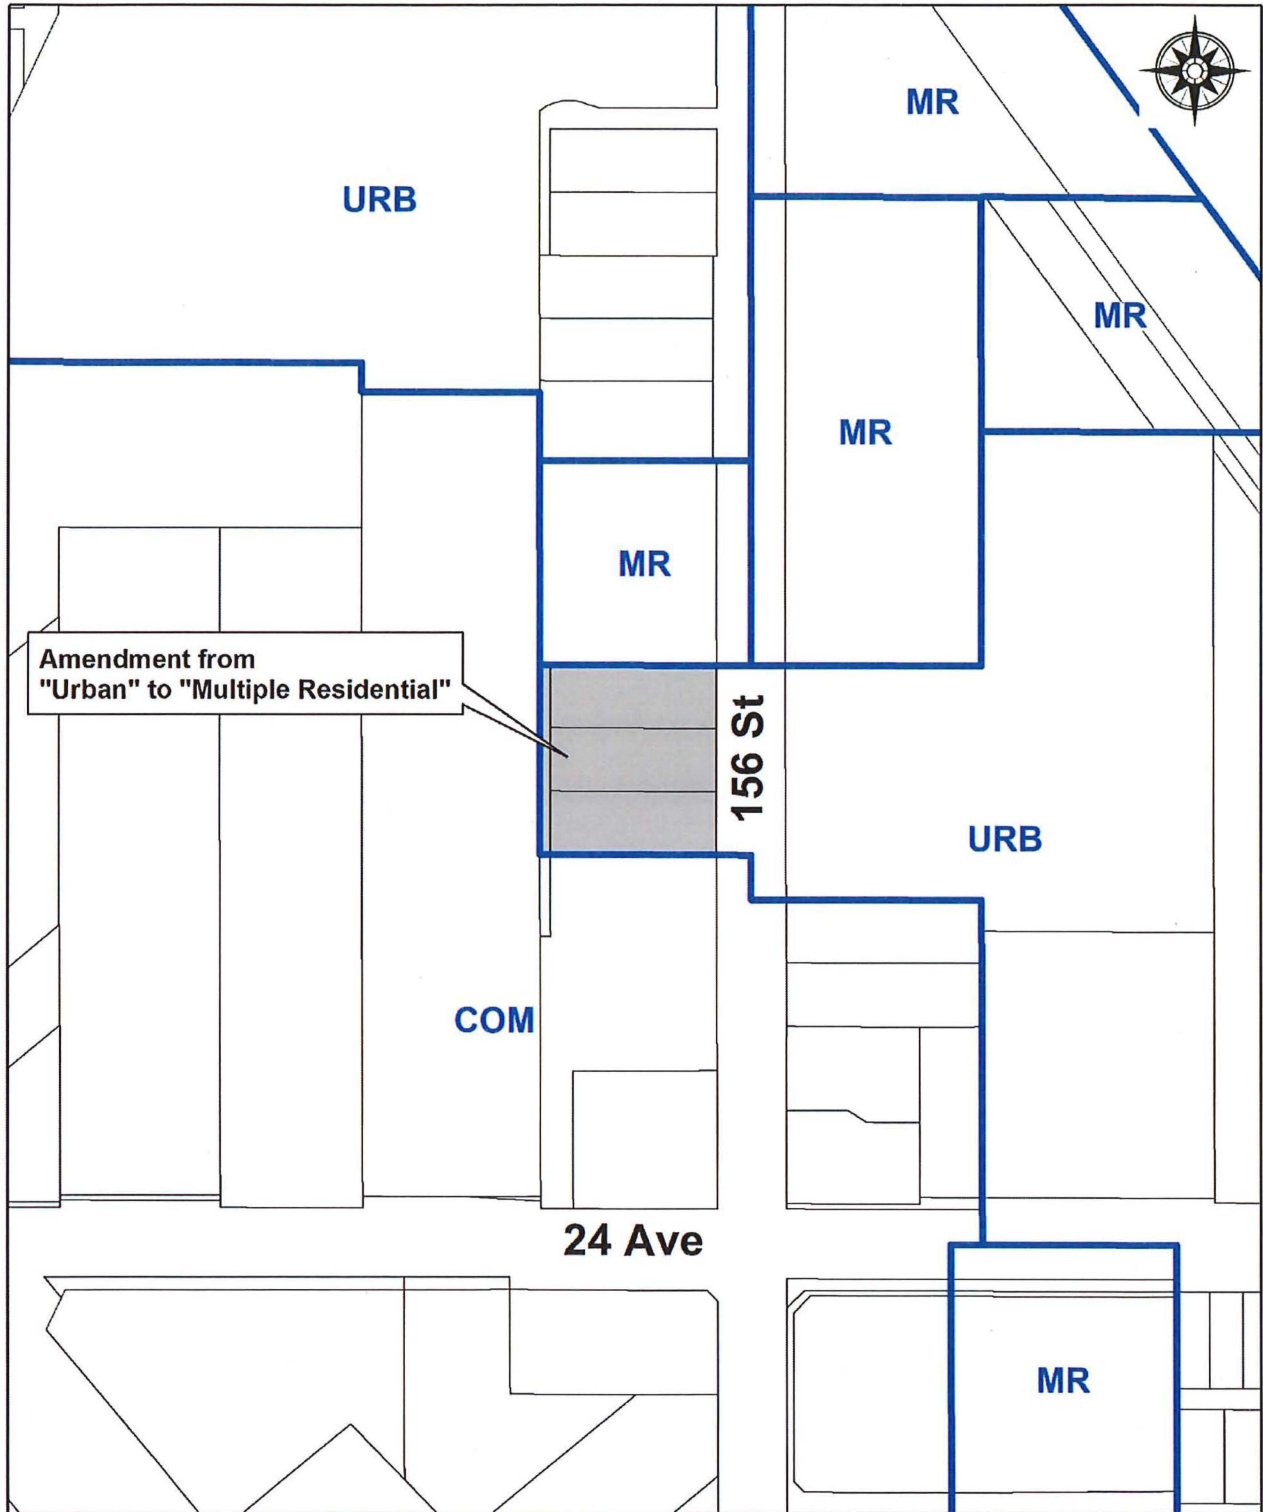 MR
URB
MR
MR
MR
Amendment from
"Urban" to "Multiple Residential"
156 St
URB
COM
24 Ave
MR